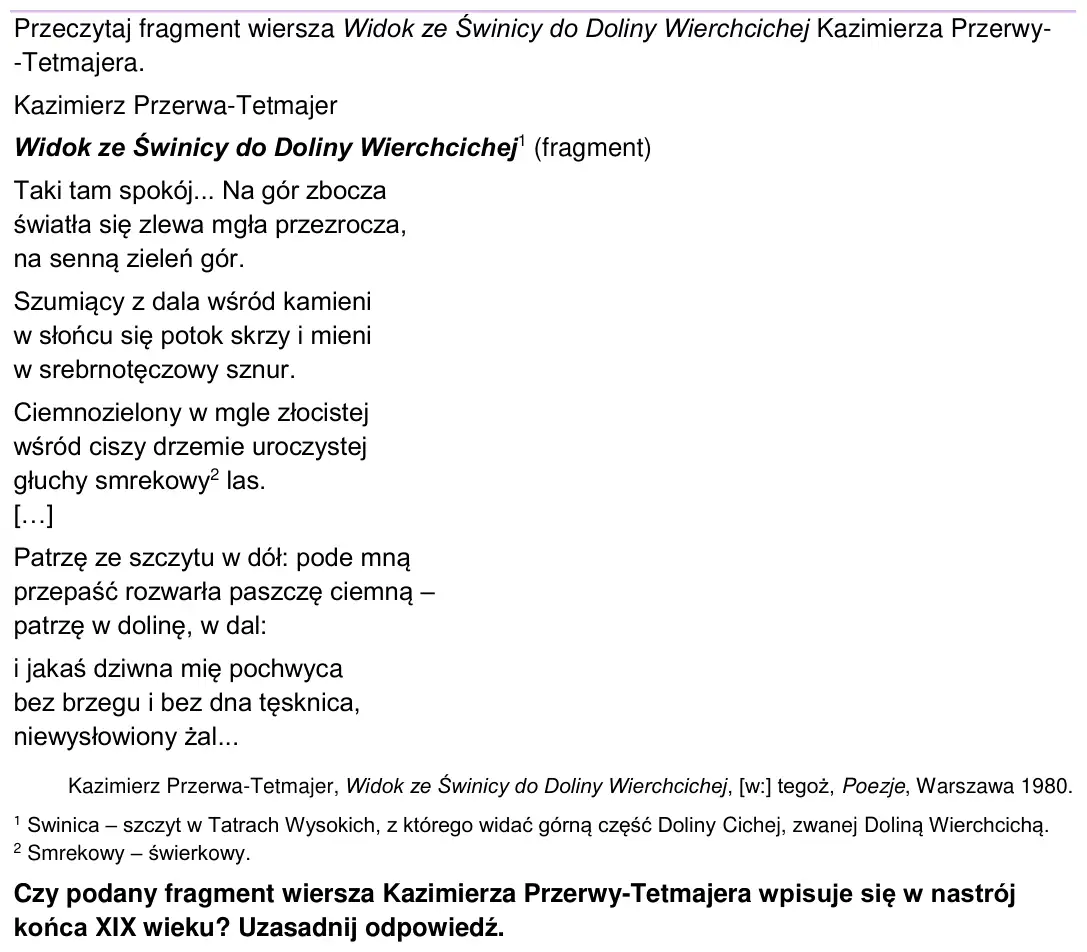 Przeczytaj fragment wiersza Widok ze Świnicy do Doliny Wierchcichej Kazimierza Przerwy-
-Tetmajera.
Kazimierz Przerwa-Tetmajer
Widok ze Świnicy do Doliny Wierchcichej¹ (fragment)
Taki tam spokój... Na gór zbocza
światła się zlewa mgła przezrocza,
na senną zieleń gór.
Szumiący z dala wśród kamieni
w słońcu się potok skrzy i mieni
w srebrnotęczowy sznur.
Ciemnozielony w mgle złocistej
wśród ciszy drzemie uroczystej
głuchy smrekowy² las.
[…]
Patrzę ze szczytu w dół: pode mną
przepaść rozwarła paszczę ciemną –
patrzę w dolinę, w dal:
i jakaś dziwna mię pochwyca
bez brzegu i bez dna tęsknica,
niewysłowiony żal...
Kazimierz Przerwa-Tetmajer, Widok ze Świnicy do Doliny Wierchcichej, [w:] tegoż, Poezje, Warszawa 1980.
¹ Swinica – szczyt w Tatrach Wysokich, z którego widać górną część Doliny Cichej, zwanej Doliną Wierchcichą.
² Smrekowy – świerkowy.
Czy podany fragment wiersza Kazimierza Przerwy-Tetmajera wpisuje się w nastrój
końca XIX wieku? Uzasadnij odpowiedź.